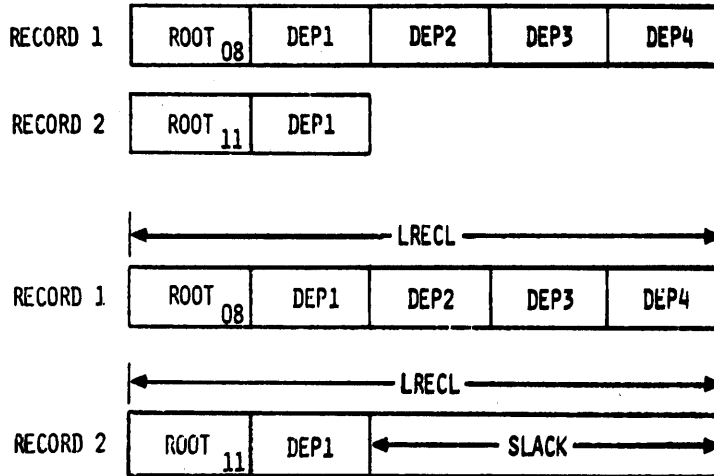 RECORD 1 ROOT 08 DEP1 DEP2 DEP3 DEP4
RECORD 2 ROOT 11 DEP1
LRECL
RECORD 1 ROOT 08 DEP1 DEP2 DEP3 DEP4
LRECL
RECORD 2 ROOT 11 DEP1 SLACK